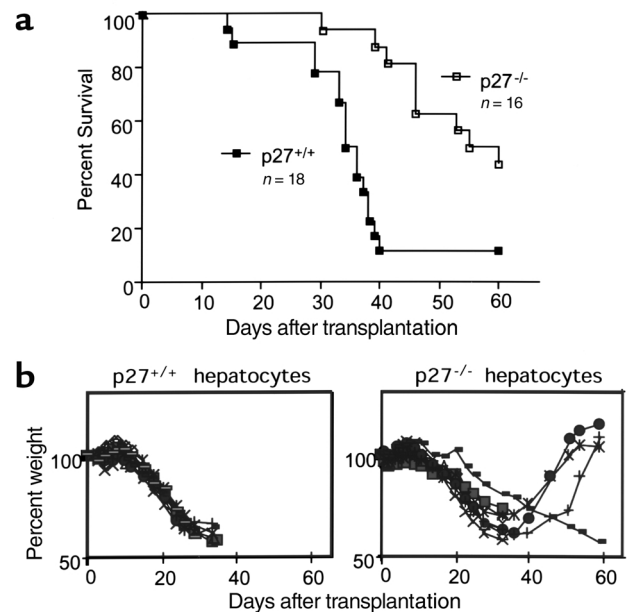 a
100
80
60
40
20
0
Percent Survival
p27-/-
n = 16
p27+/+
n = 18
0 10 20 30 40 50 60
Days after transplantation
b
p27+/+ hepatocytes
p27-/- hepatocytes
Percent weight
100
50
100
50
0 20 40 60
0 20 40 60
Days after transplantation